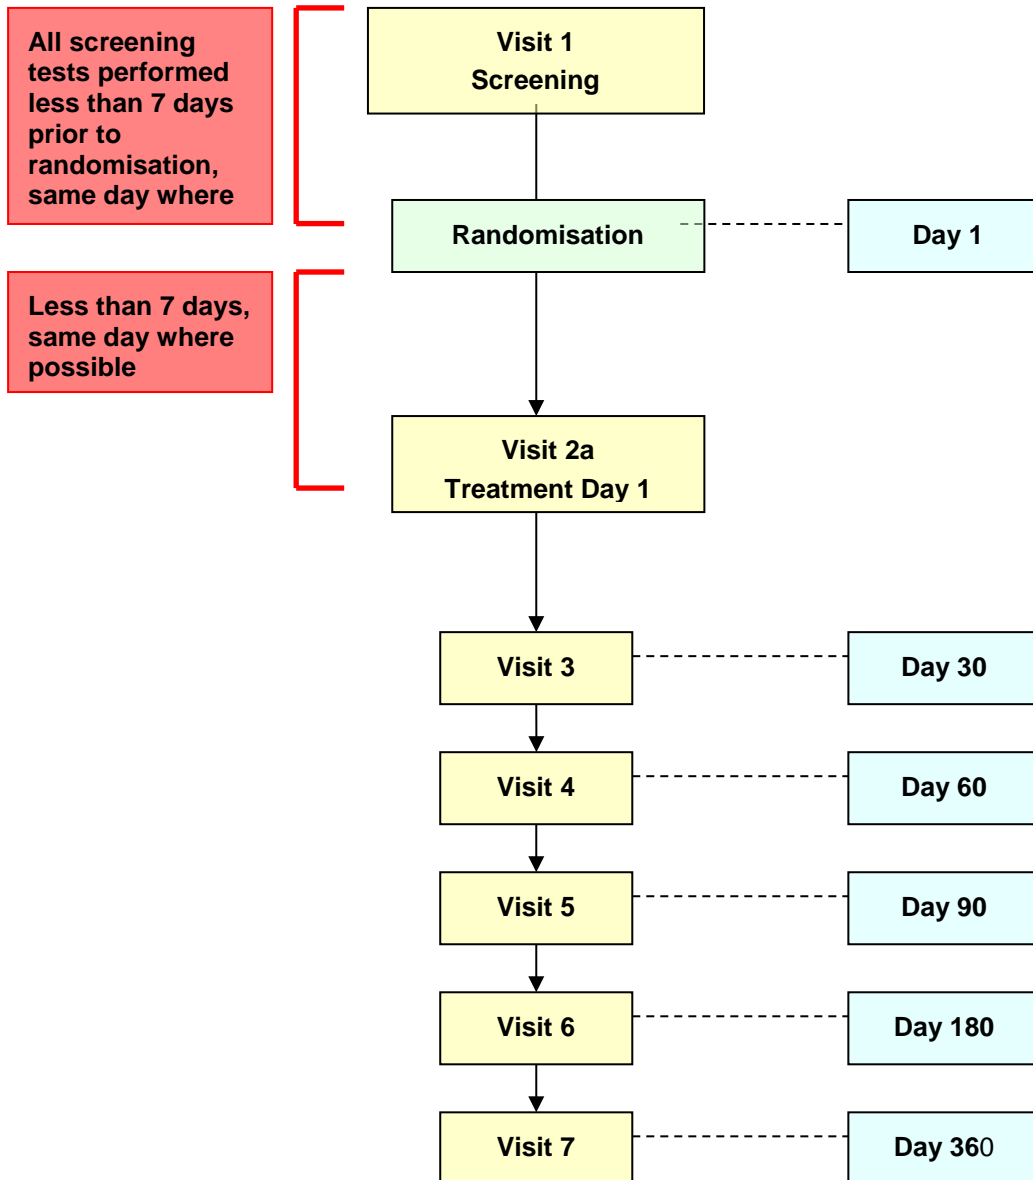 All screening
tests performed
less than 7 days
prior to
randomisation,
same day where
Visit 1
Screening
Randomisation
Day 1
Less than 7 days,
same day where
possible
Visit 2a
Treatment Day 1
Visit 3
Day 30
Visit 4
Day 60
Visit 5
Day 90
Visit 6
Day 180
Visit 7
Day 360